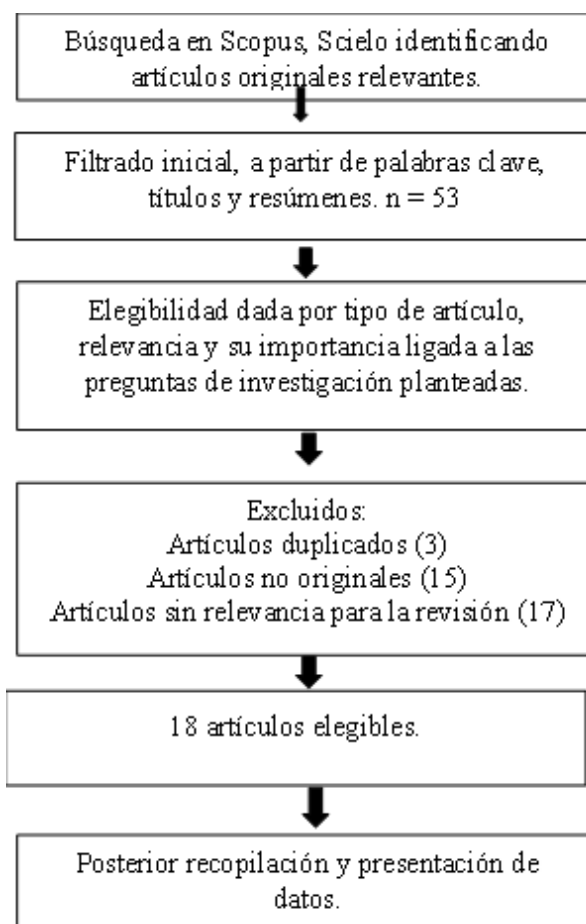 Búsqueda en Scopus, Scielo identificando
artículos originales relevantes.
Filtrado inicial, a partir de palabras clave,
títulos y resúmenes. n = 53
Elegibilidad dada por tipo de artículo,
relevancia y su importancia ligada a las
preguntas de investigación planteadas.
Excluidos:
Artículos duplicados (3)
Artículos no originales (15)
Artículos sin relevancia para la revisión (17)
18 artículos elegibles.
Posterior recopilación y presentación de
datos.